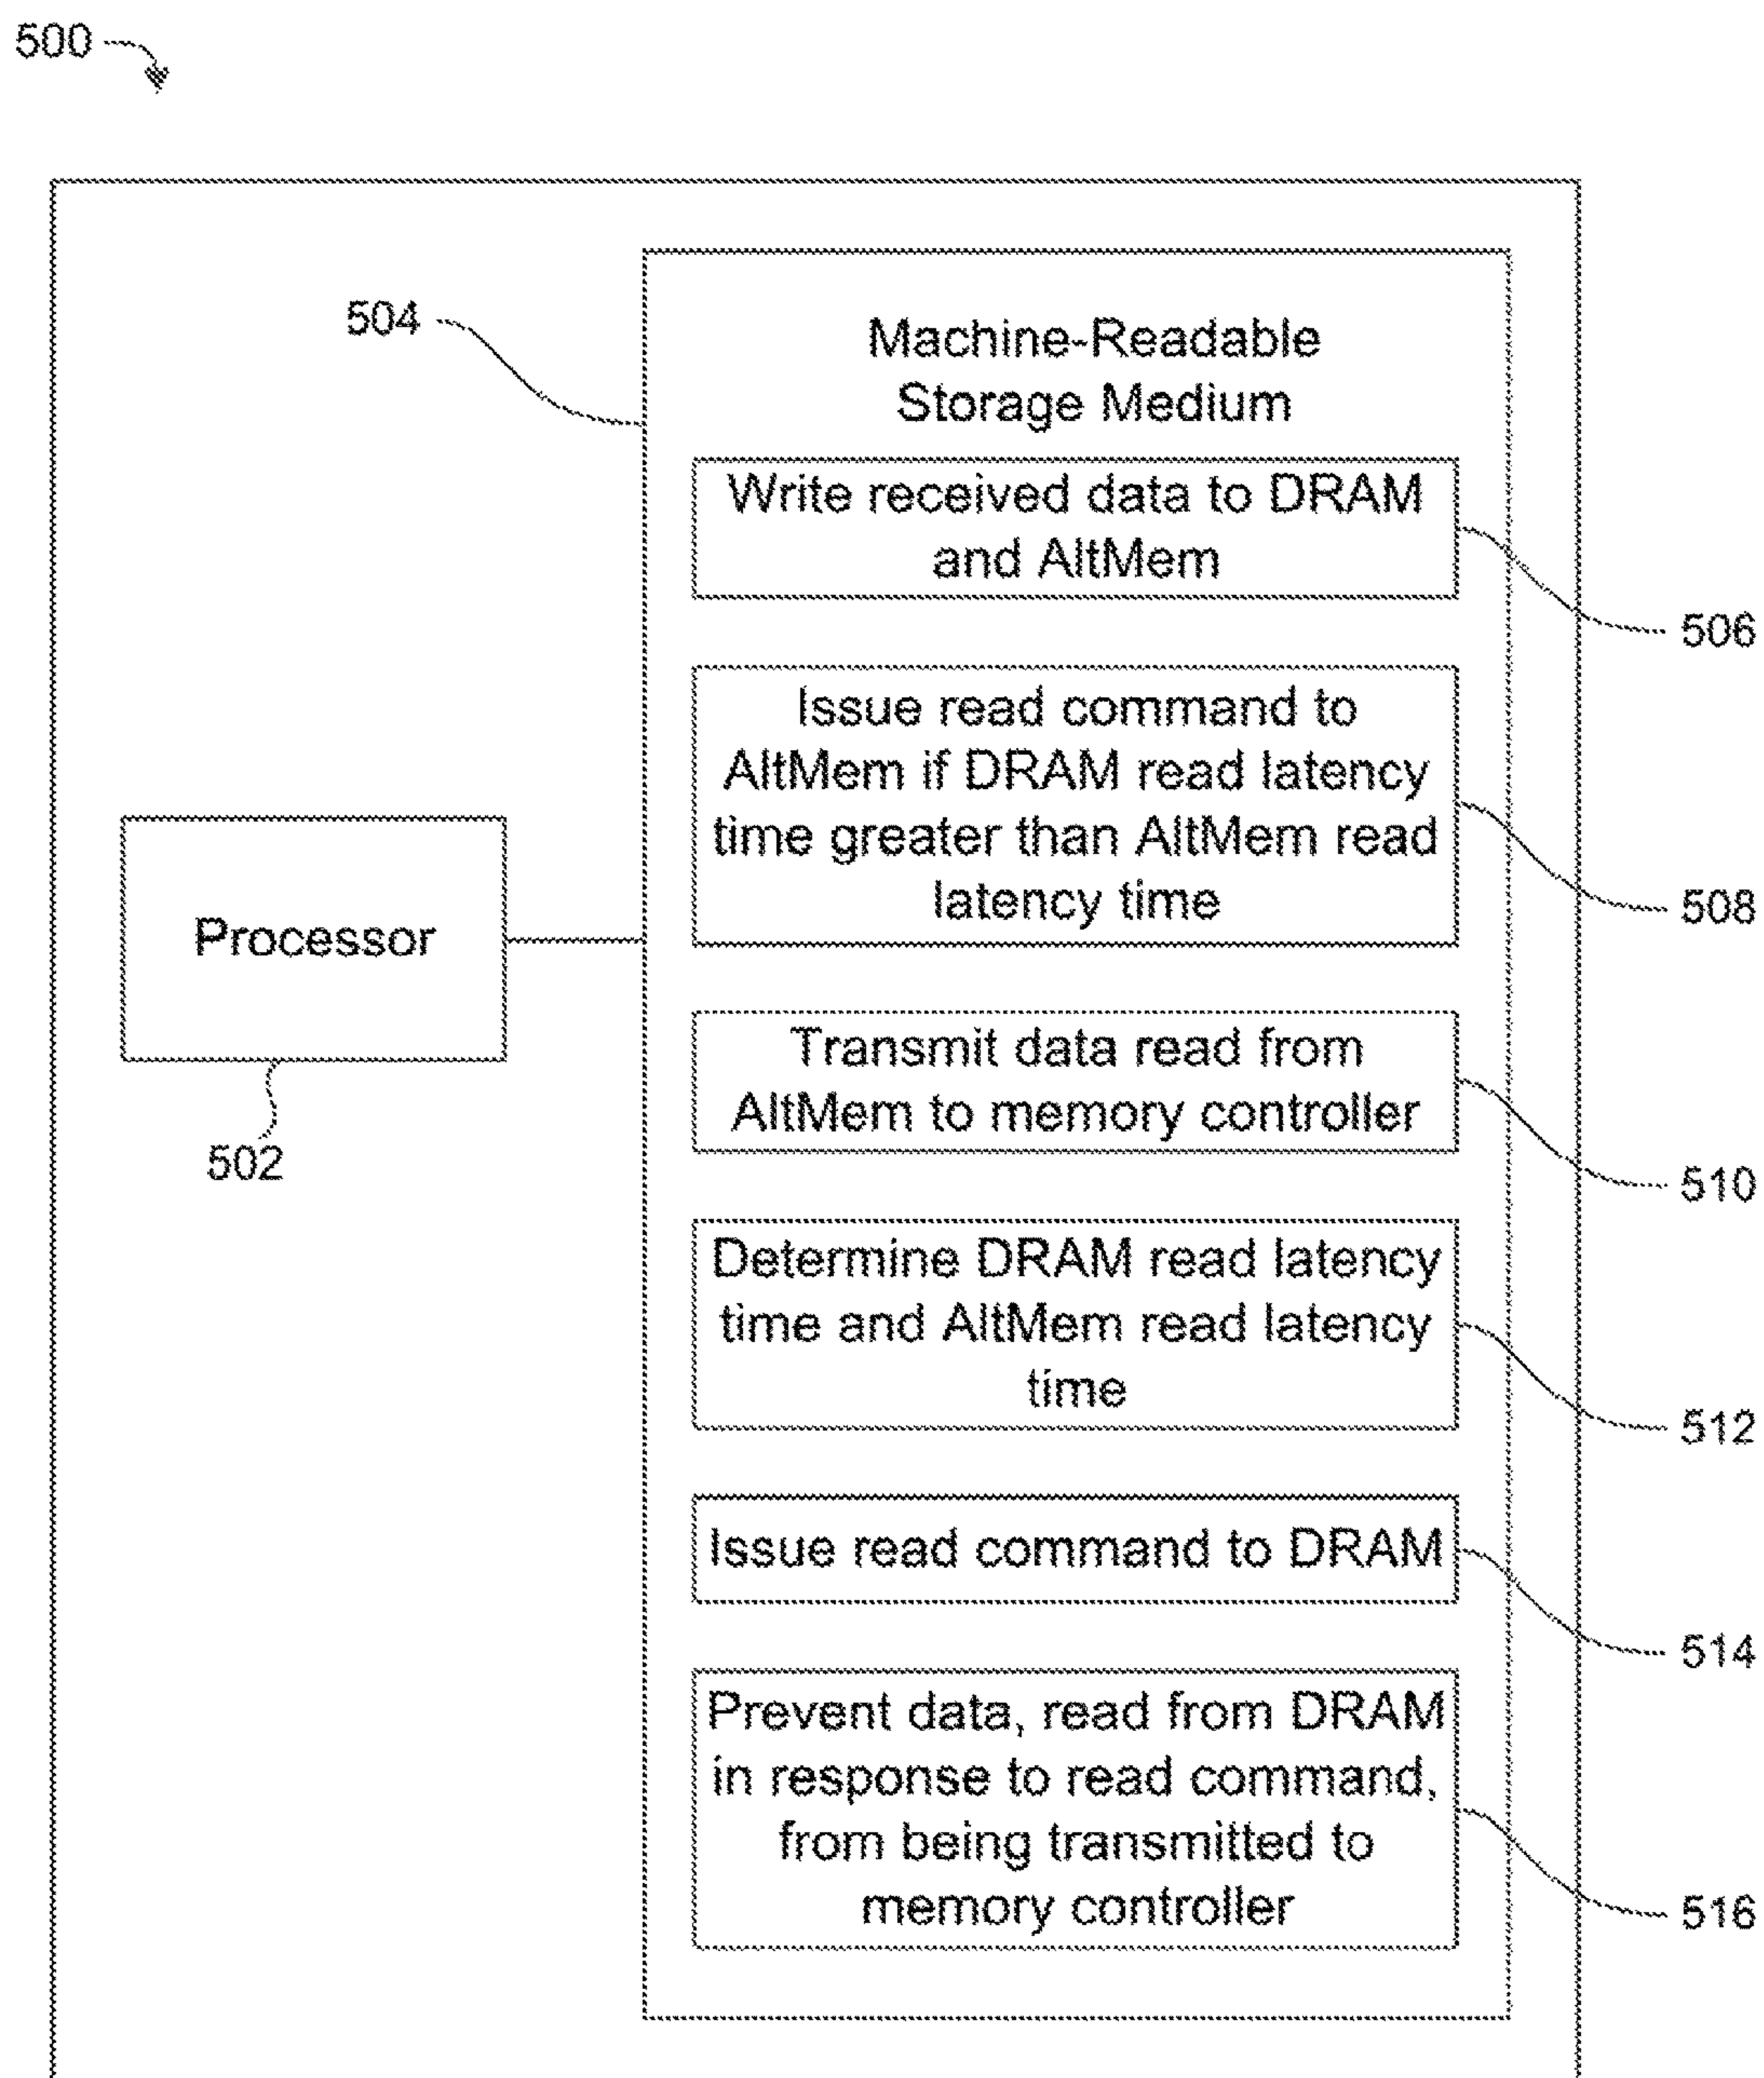 500
504
Machine-Readable
Storage Medium
Write received data to DRAM
and AltMem
506
Issue read command to
AltMem if DRAM read latency
time greater than AltMem read
latency time
508
Processor
502
Transmit data read from
AltMem to memory controller
510
Determine DRAM read latency
time and AltMem read latency
time
512
Issue read command to DRAM
514
Prevent data, read from DRAM
in response to read command,
from being transmitted to
memory controller
516